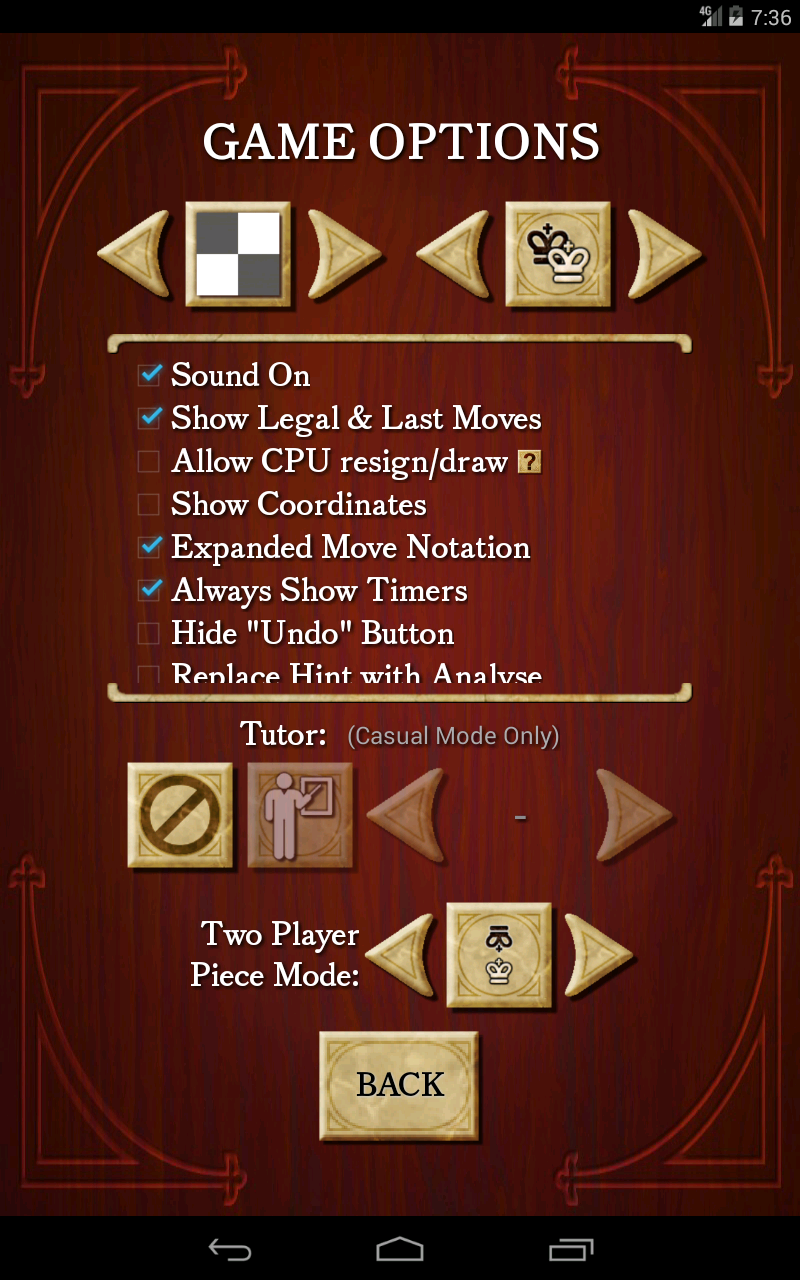 4G 7:36
GAME OPTIONS
Sound On
Show Legal & Last Moves
Allow CPU resign/draw ?
Show Coordinates
Expanded Move Notation
Always Show Timers
Hide "Undo" Button
Replace Hint with Analyse
Tutor: (Casual Mode Only)
-
Two Player
Piece Mode:
BACK